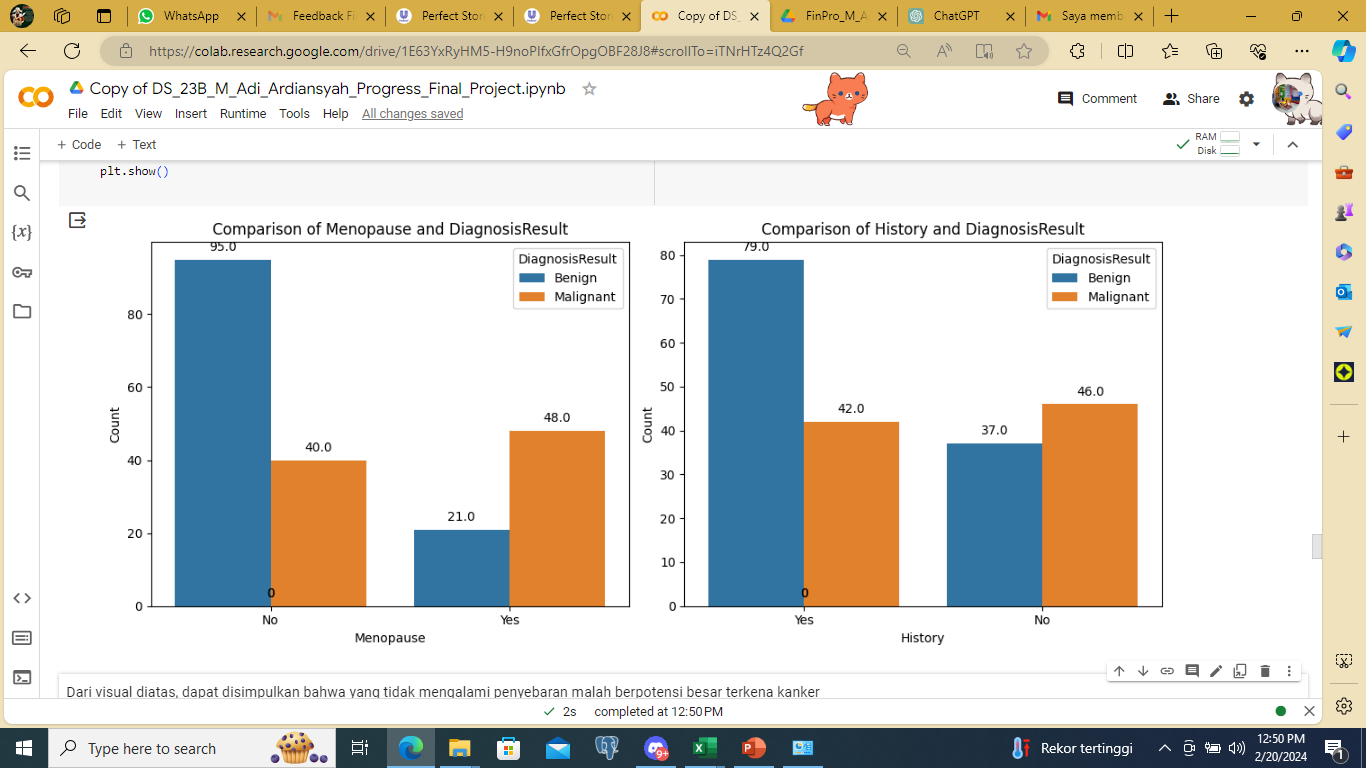 WhatsApp
Feedback Fi
Perfect Stor
Perfect Stor
Copy of DS_
FinPro_M_A
ChatGPT
Saya memb
https://colab.research.google.com/drive/1E63YxRyHM5-H9noPlfxGfrOpgOBF28J8#scrollTo=iTNrHTz4Q2Gf
Copy of DS_23B_M_Adi_Ardiansyah_Progress_Final_Project.ipynb
File Edit View Insert Runtime Tools Help All changes saved
Comment
Share
+ Code + Text
RAM
Disk
plt.show()
{x}
Comparison of Menopause and DiagnosisResult
95.0
DiagnosisResult
Benign
Malignant
80
60
40
20
0
Count
40.0
21.0
48.0
0
No
Yes
Menopause
Comparison of History and DiagnosisResult
79.0
DiagnosisResult
Benign
Malignant
80
70
60
50
40
30
20
10
0
Count
42.0
37.0
46.0
0
Yes
No
History
Dari visual diatas, dapat disimpulkan bahwa yang tidak mengalami penyebaran malah berpotensi besar terkena kanker
2s completed at 12:50 PM
Type here to search
9+
Rekor tertinggi
12:50 PM
2/20/2024
1